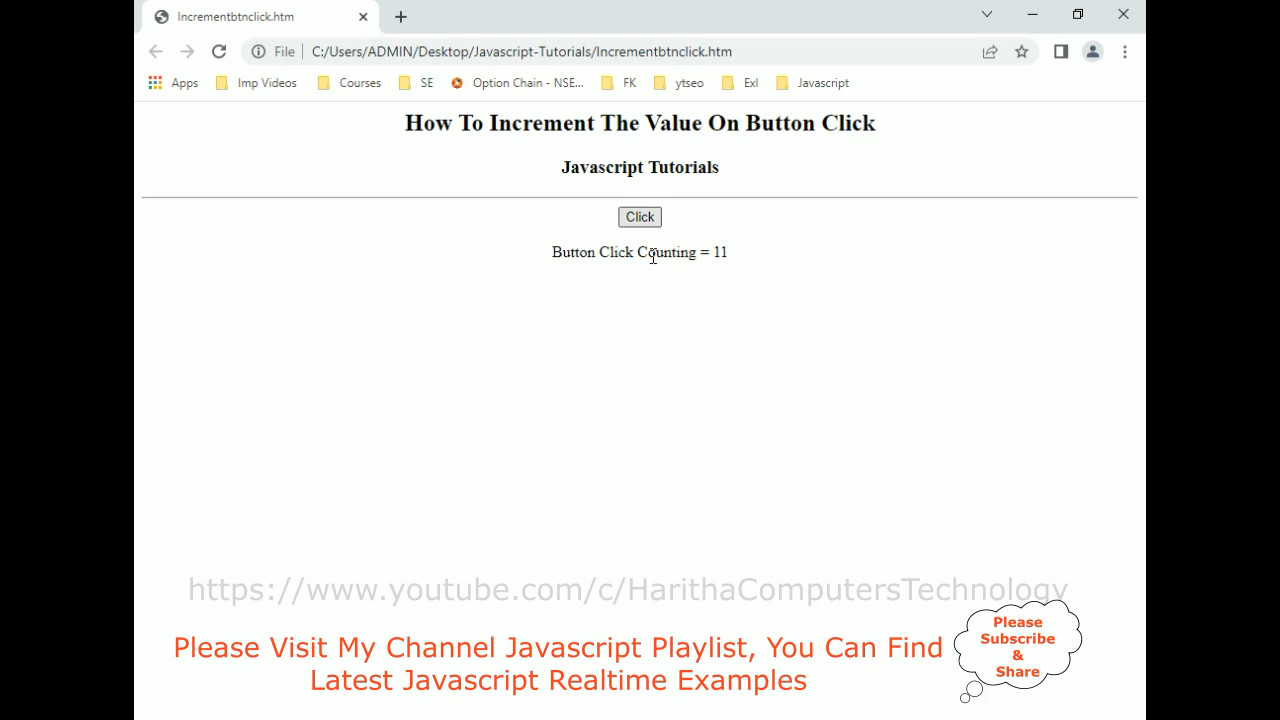 Incrementbtnclick.htm
File
C:/Users/ADMIN/Desktop/Javascript-Tutorials/Incrementbtnclick.htm
Apps Imp Videos Courses SE Option Chain - NSE... FK ytseo Exl Javascript
How To Increment The Value On Button Click
Javascript Tutorials
Click
Button Click Counting = 11
https://www.youtube.com/c/HarithaComputersTechnology
Please Visit My Channel Javascript Playlist, You Can Find
Latest Javascript Realtime Examples
Please
Subscribe
&
Share